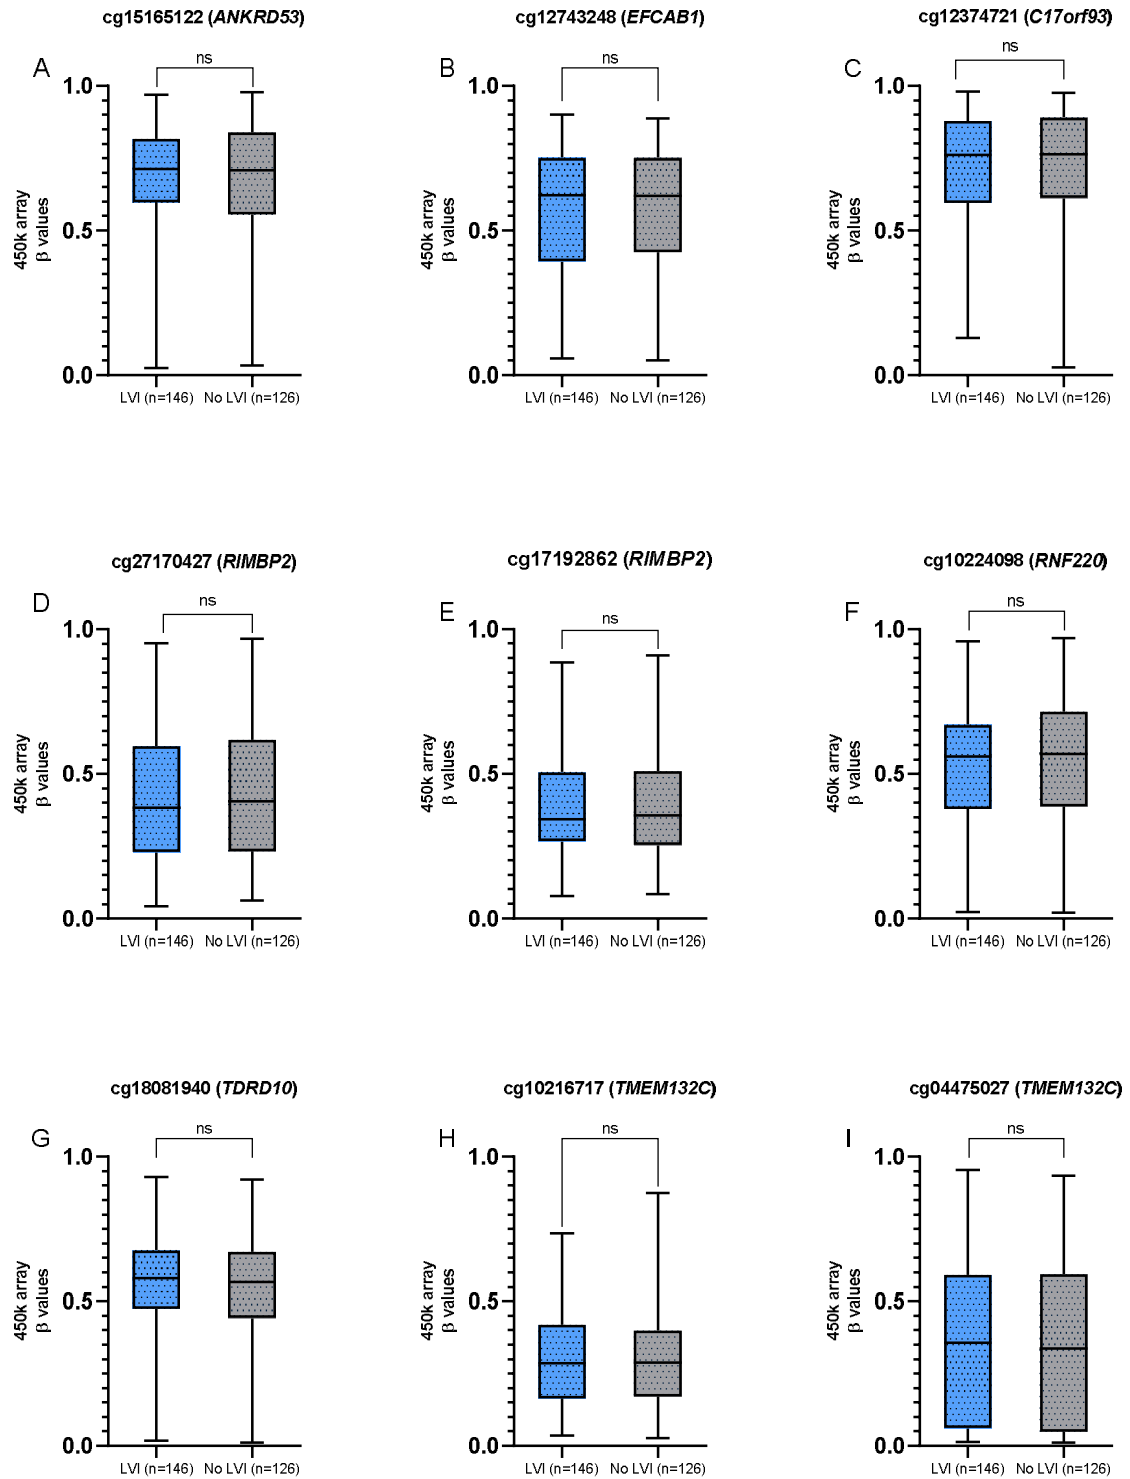 cg15165122 (ANKRD53)
A
ns
1.0
0.5
0.0
450k array
β values
LVI (n=146) No LVI (n=126)
cg12743248 (EFCAB1)
B
ns
1.0
0.5
0.0
450k array
β values
LVI (n=146) No LVI (n=126)
cg12374721 (C17orf93)
C
ns
1.0
0.5
0.0
450k array
β values
LVI (n=146) No LVI (n=126)
cg27170427 (RIMBP2)
D
ns
1.0
0.5
0.0
450k array
β values
LVI (n=146) No LVI (n=126)
cg17192862 (RIMBP2)
E
ns
1.0
0.5
0.0
450k array
β values
LVI (n=146) No LVI (n=126)
cg10224098 (RNF220)
F
ns
1.0
0.5
0.0
450k array
β values
LVI (n=146) No LVI (n=126)
cg18081940 (TDRD10)
G
ns
1.0
0.5
0.0
450k array
β values
LVI (n=146) No LVI (n=126)
cg10216717 (TMEM132C)
H
ns
1.0
0.5
0.0
450k array
β values
LVI (n=146) No LVI (n=126)
cg04475027 (TMEM132C)
I
ns
1.0
0.5
0.0
450k array
β values
LVI (n=146) No LVI (n=126)